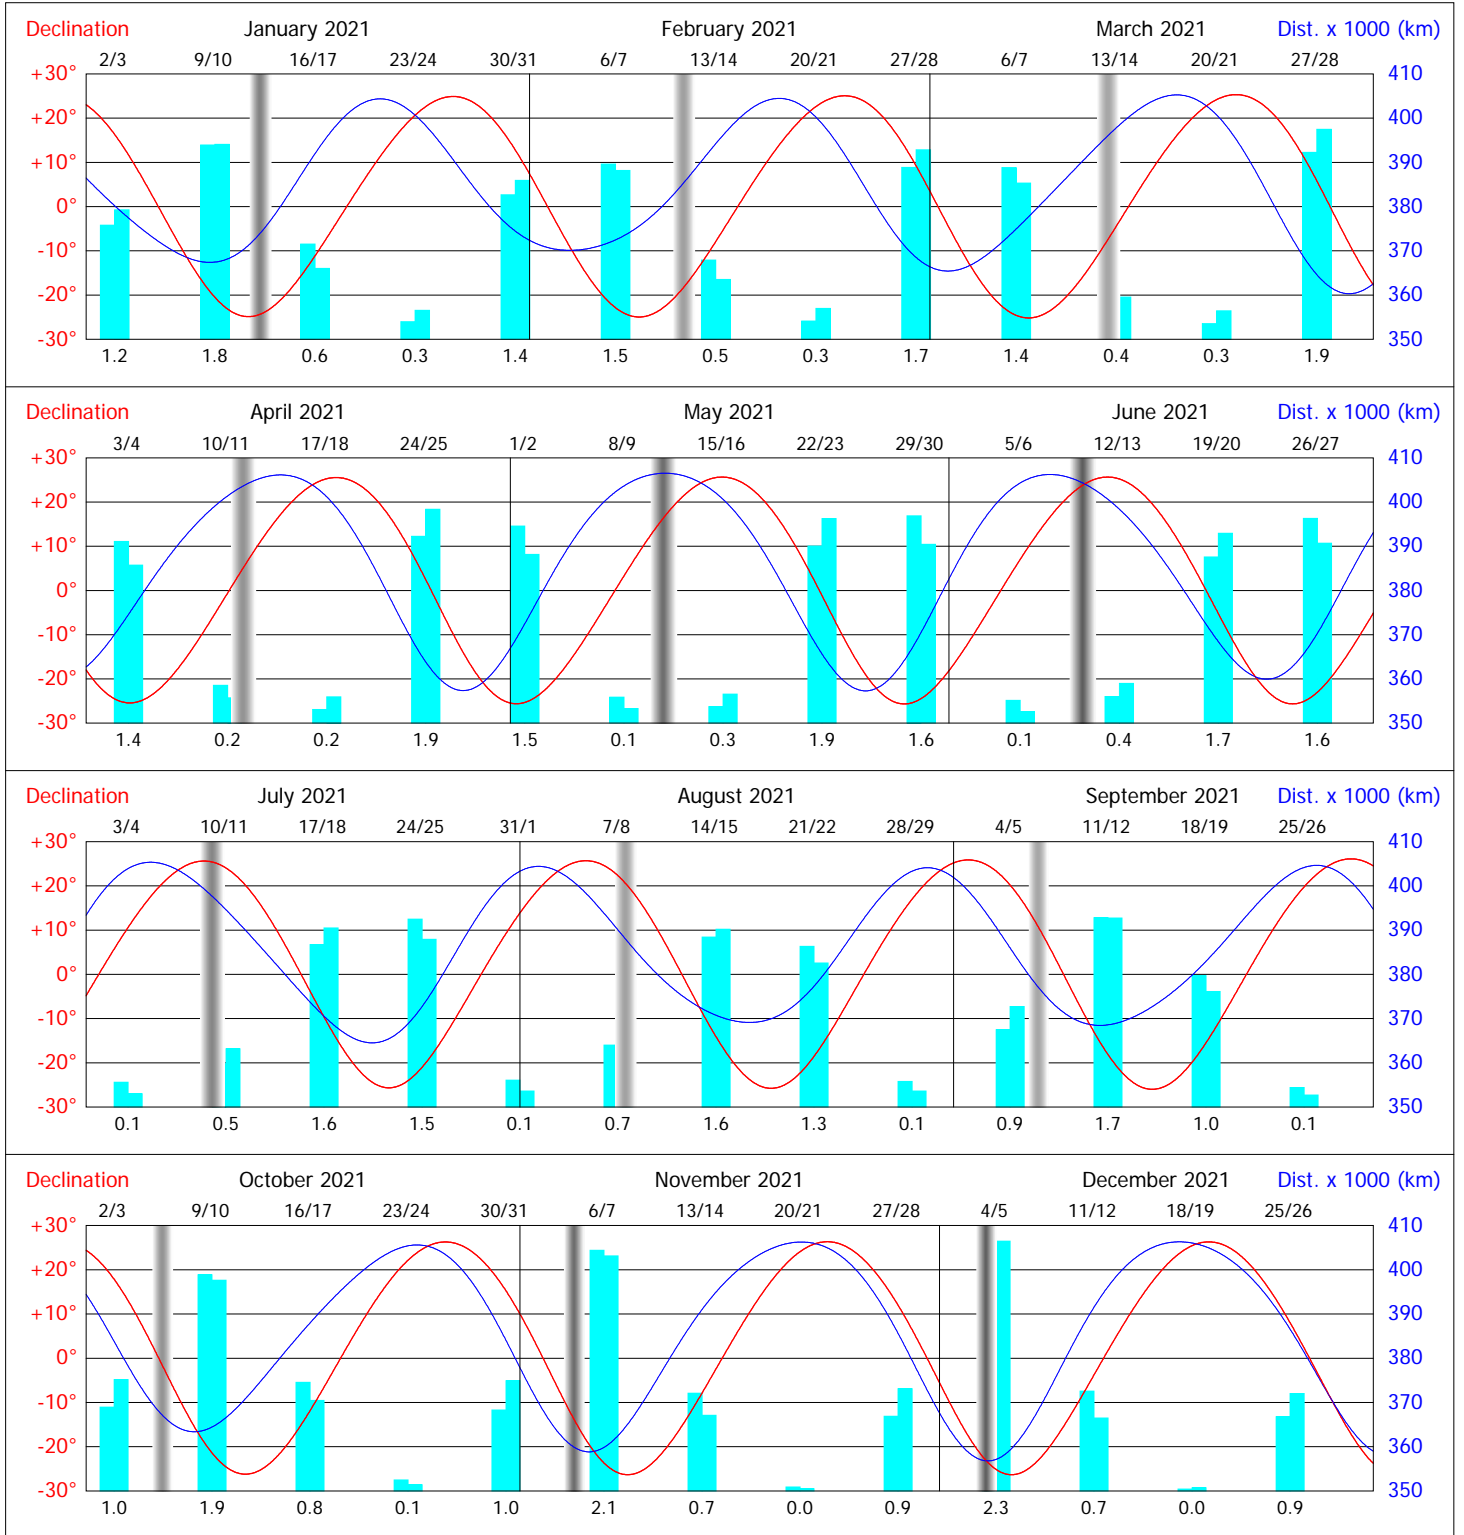 Declination January 2021 February 2021 March 2021 Dist. x 1000 (km)
2/3 9/10 16/17 23/24 30/31 6/7 13/14 20/21 27/28 6/7 13/14 20/21 27/28
+30° 410
+20° 400
+10° 390
0° 380
-10° 370
-20° 360
-30° 350
1.2 1.8 0.6 0.3 1.4 1.5 0.5 0.3 1.7 1.4 0.4 0.3 1.9
Declination April 2021 May 2021 June 2021 Dist. x 1000 (km)
3/4 10/11 17/18 24/25 1/2 8/9 15/16 22/23 29/30 5/6 12/13 19/20 26/27
+30° 410
+20° 400
+10° 390
0° 380
-10° 370
-20° 360
-30° 350
1.4 0.2 0.2 1.9 1.5 0.1 0.3 1.9 1.6 0.1 0.4 1.7 1.6
Declination July 2021 August 2021 September 2021 Dist. x 1000 (km)
3/4 10/11 17/18 24/25 31/1 7/8 14/15 21/22 28/29 4/5 11/12 18/19 25/26
+30° 410
+20° 400
+10° 390
0° 380
-10° 370
-20° 360
-30° 350
0.1 0.5 1.6 1.5 0.1 0.7 1.6 1.3 0.1 0.9 1.7 1.0 0.1
Declination October 2021 November 2021 December 2021 Dist. x 1000 (km)
2/3 9/10 16/17 23/24 30/31 6/7 13/14 20/21 27/28 4/5 11/12 18/19 25/26
+30° 410
+20° 400
+10° 390
0° 380
-10° 370
-20° 360
-30° 350
1.0 1.9 0.8 0.1 1.0 2.1 0.7 0.0 0.9 2.3 0.7 0.0 0.9